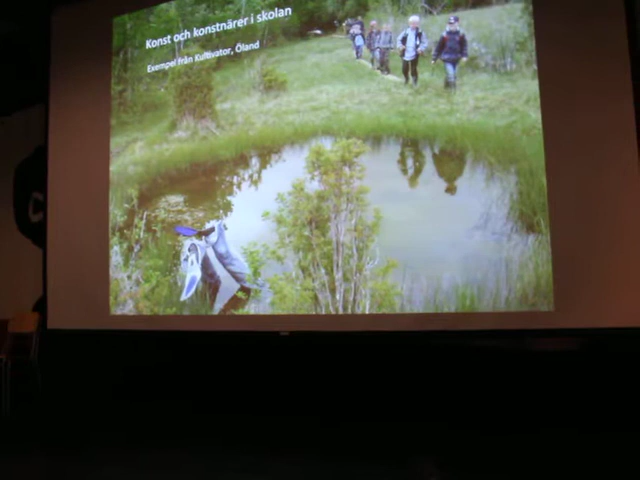 Konst och konstnärer i skolan
Exempel från Kultivator, Öland